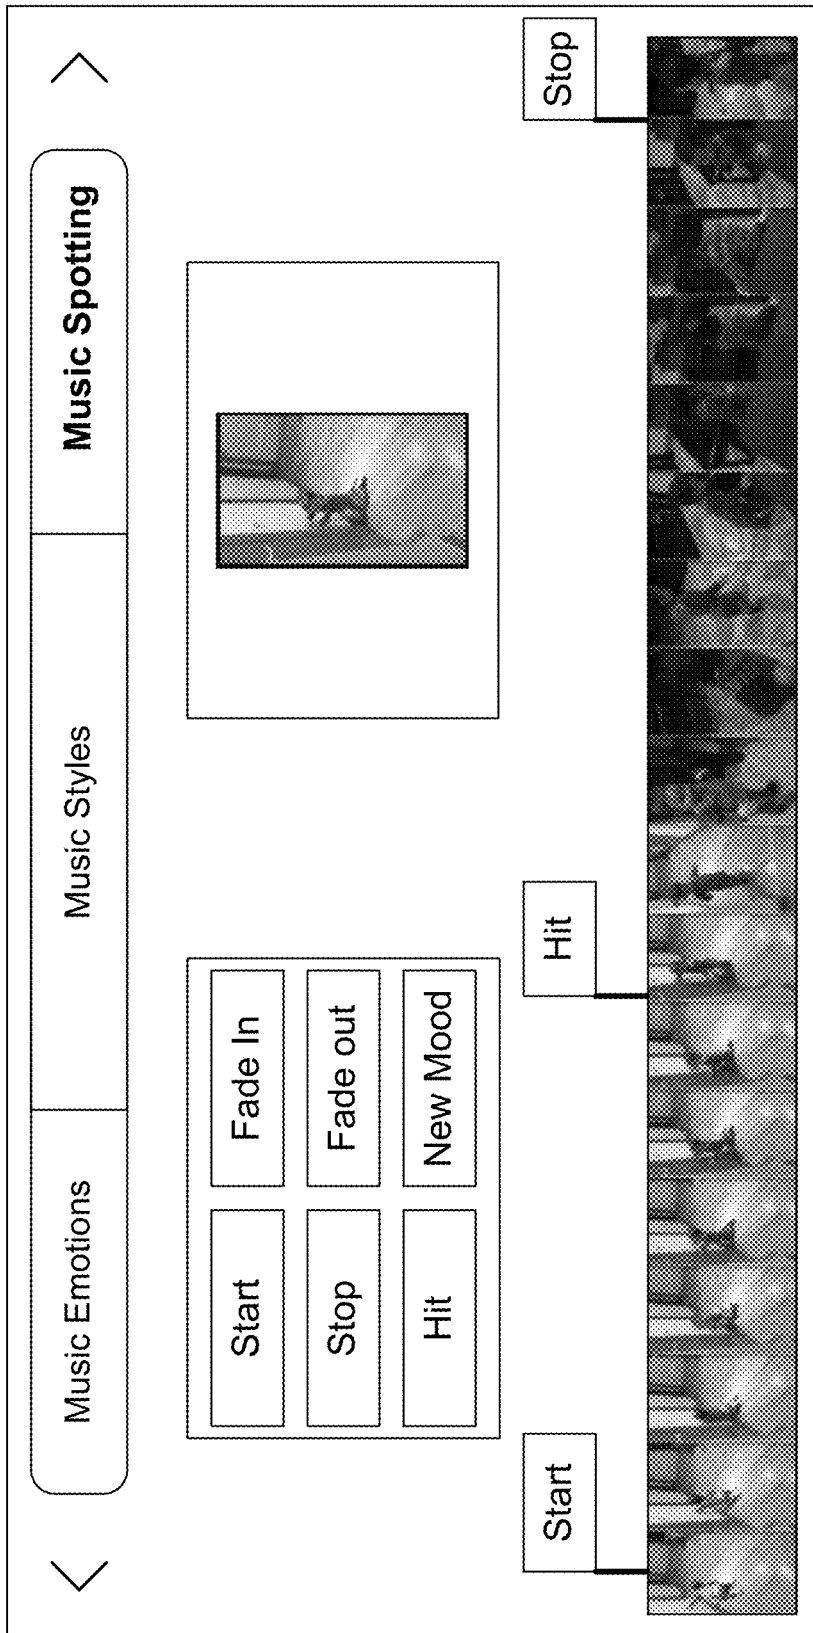 Music Emotions
Music Styles
Music Spotting
Start
Fade In
Stop
Fade out
Hit
New Mood
Start
Hit
Stop